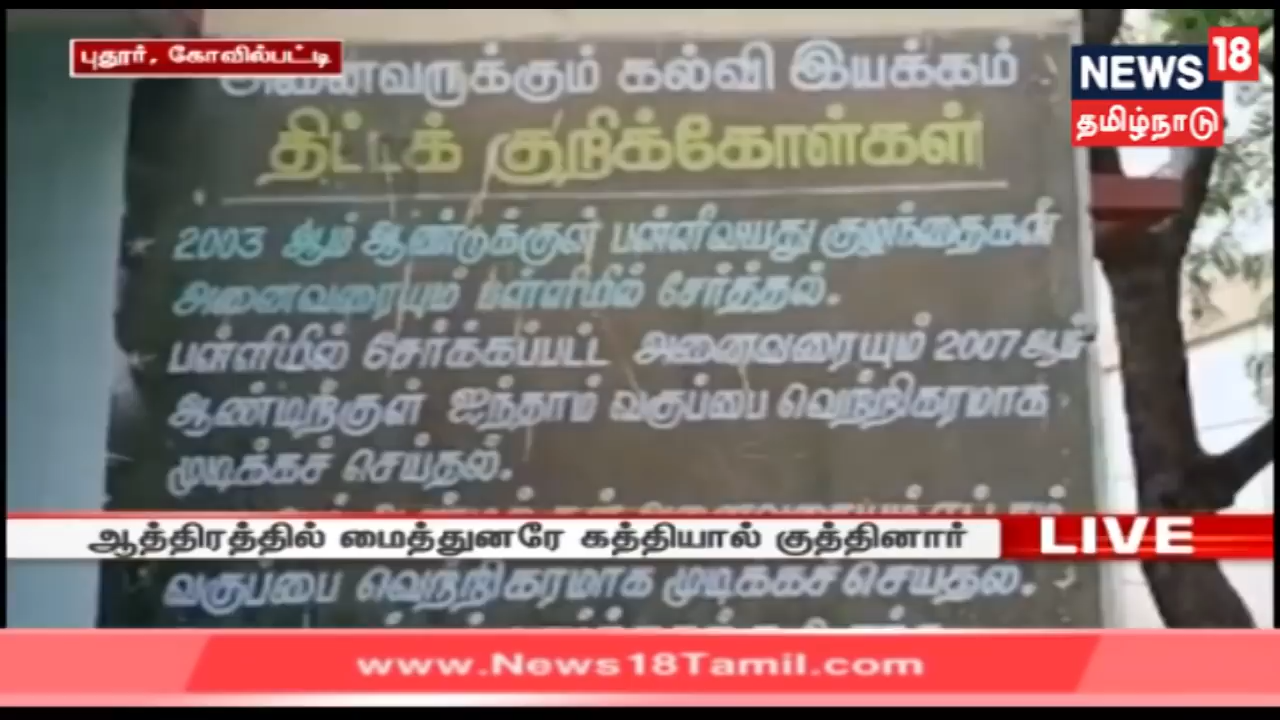 புதூர், கோவில்பட்டி
NEWS 18
தமிழ்நாடு
அனைவருக்கும் கல்வி இயக்கம்
திட்டக் குறிக்கோள்கள்
2003 ஆம் ஆண்டுக்குள் பள்ளிவயது குழந்தைகள்
அனைவரையும் பள்ளியில் சேர்த்தல்.
பள்ளியில் சேர்க்கப்பட்ட அனைவரையும் 2007 ஆம்
ஆண்டிற்குள் ஐந்தாம் வகுப்பை வெற்றிகரமாக
முடிக்கச் செய்தல்.
ஆத்திரத்தில் மைத்துனரே கத்தியால் குத்தினார்
LIVE
வகுப்பை வெற்றிகரமாக முடிக்கச் செய்தல்.
www.News18Tamil.com